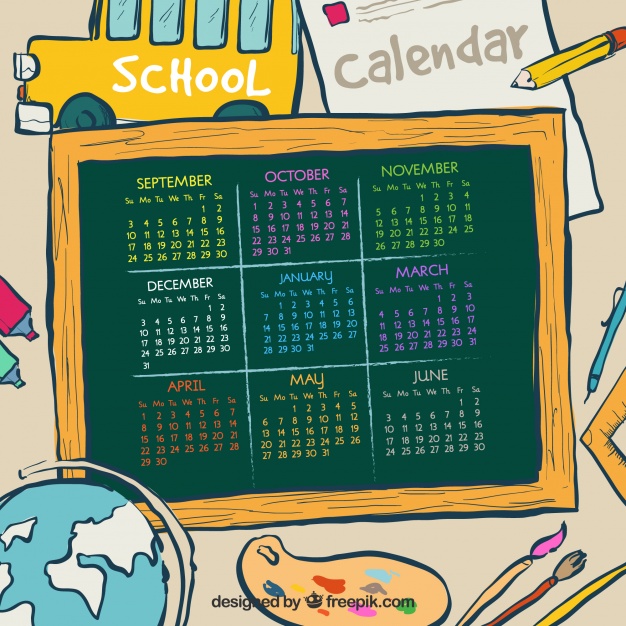 SCHOOL
Calendar
SEPTEMBER
Su Mo Tu We Th Fr Sa
1 2
3 4 5 6 7 8 9
10 11 12 13 14 15 16
17 18 19 20 21 22 23
24 25 26 27 28 29 30
OCTOBER
Su Mo Tu We Th Fr Sa
1 2 3 4 5 6 7
8 9 10 11 12 13 14
15 16 17 18 19 20 21
22 23 24 25 26 27 28
29 30 31
NOVEMBER
Su Mo Tu We Th Fr Sa
1 2 3 4
5 6 7 8 9 10 11
12 13 14 15 16 17 18
19 20 21 22 23 24 25
26 27 28 29 30
DECEMBER
Su Mo Tu We Th Fr Sa
1 2
3 4 5 6 7 8 9
10 11 12 13 14 15 16
17 18 19 20 21 22 23
24 25 26 27 28 29 30
31
JANUARY
Su Mo Tu We Th Fr Sa
1 2 3 4 5 6
7 8 9 10 11 12 13
14 15 16 17 18 19 20
21 22 23 24 25 26 27
28 29 30 31
MARCH
Su Mo Tu We Th Fr Sa
1 2 3
4 5 6 7 8 9 10
11 12 13 14 15 16 17
18 19 20 21 22 23 24
25 26 27 28 29 30 31
APRIL
Su Mo Tu We Th Fr Sa
1 2 3 4 5 6 7
8 9 10 11 12 13 14
15 16 17 18 19 20 21
22 23 24 25 26 27 28
29 30
MAY
Su Mo Tu We Th Fr Sa
1 2 3 4 5
6 7 8 9 10 11 12
13 14 15 16 17 18 19
20 21 22 23 24 25 26
27 28 29 30 31
JUNE
Su Mo Tu We Th Fr Sa
1 2
3 4 5 6 7 8 9
10 11 12 13 14 15 16
17 18 19 20 21 22 23
24 25 26 27 28 29 30
designed by freepik.com